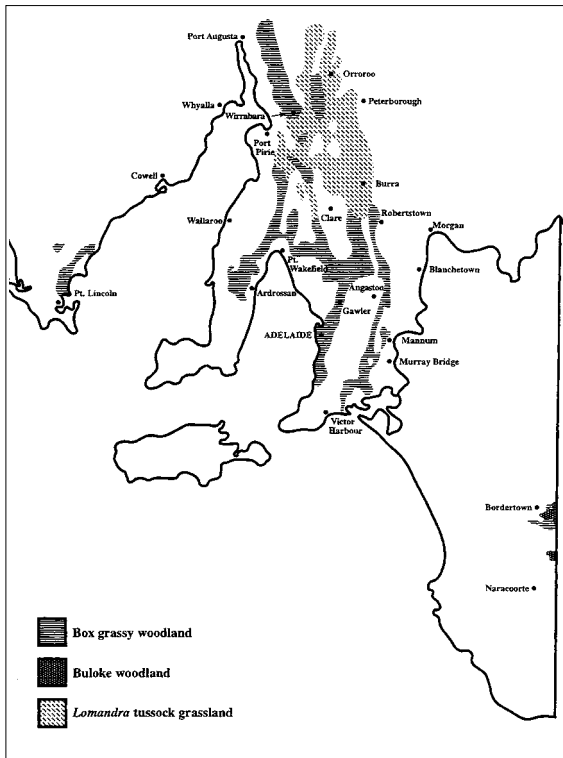 Port Augusta
Orroroo
Whyalla
Peterborough
Wirrabara
Port
Pirie
Cowell
Burra
Clare
Wallaroo
Robertstown
Morgan
Pt.
Wakefield
Blanchetown
Pt. Lincoln
Ardrossan
Angaston
Gawler
ADELAIDE
Mannum
Murray Bridge
Victor
Harbour
Bordertown
Naracoorte
Box grassy woodland
Buloke woodland
Lomandra tussock grassland